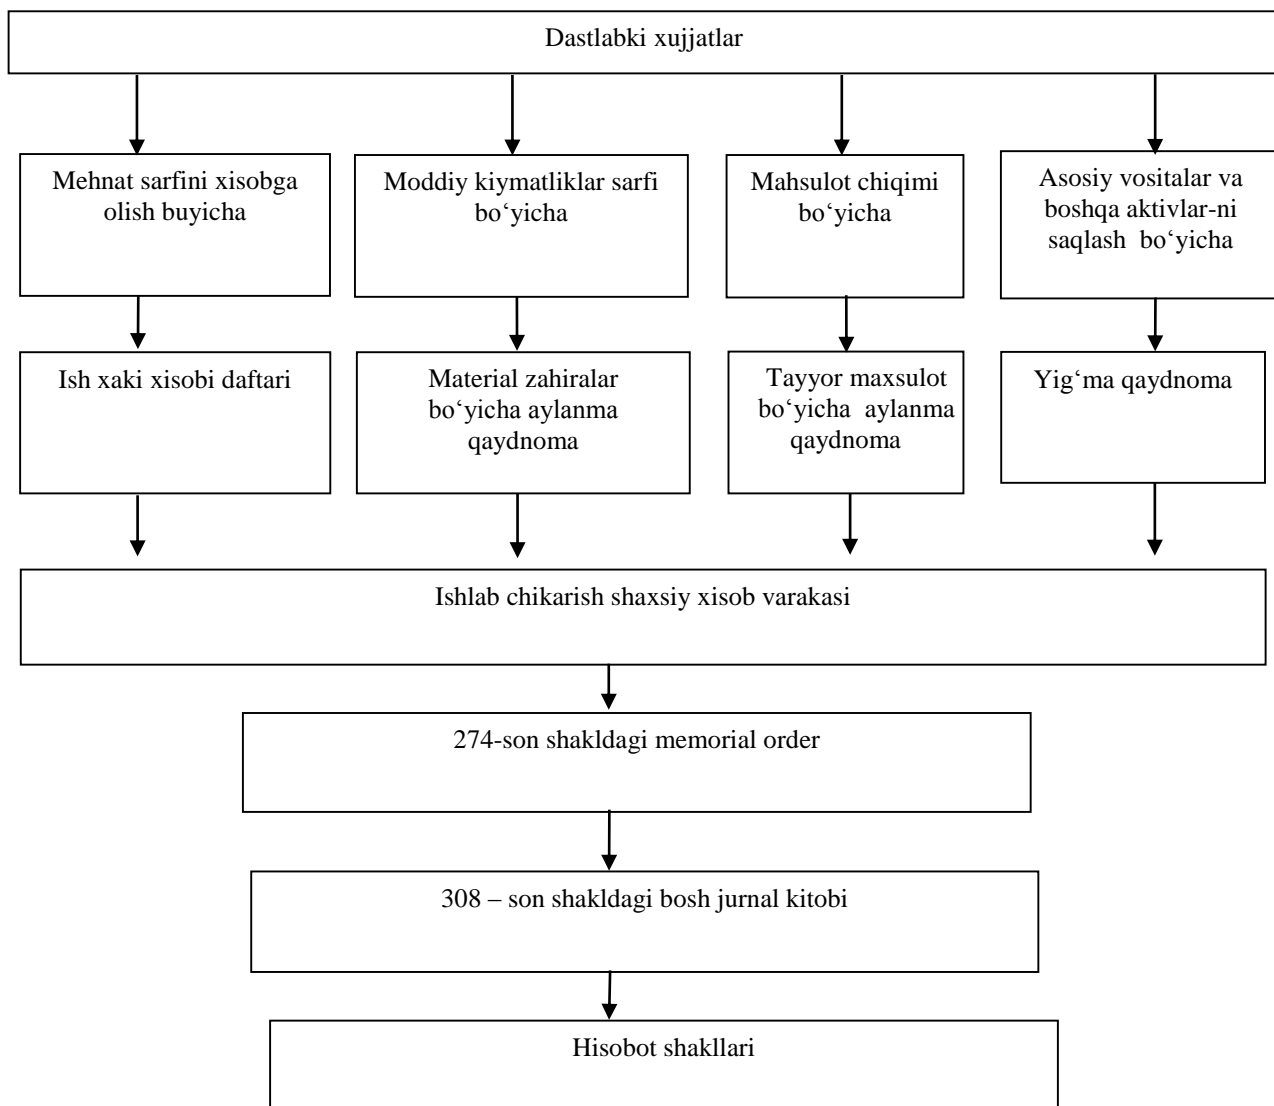 Dastlabki xujjatlar
Mehnat sarfini xisobga
olish buyicha
Moddiy kiymatliklar sarfi
bo‘yicha
Mahsulot chiqimi
bo‘yicha
Asosiy vositalar va
boshqa aktivlar-ni
saqlash bo‘yicha
Ish xaki xisobi daftari
Material zahiralar
bo‘yicha aylanma
qaydnoma
Tayyor maxsulot
bo‘yicha aylanma
qaydnoma
Yig‘ma qaydnoma
Ishlab chikarish shaxsiy xisob varakasi
274-son shakldagi memorial order
308 – son shakldagi bosh jurnal kitobi
Hisobot shakllari